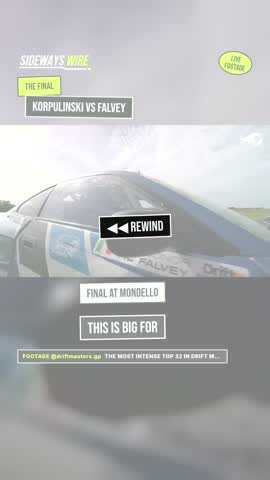 SIDEWAYS WIRE
LIVE FOOTAGE
THE FINAL
KORPULINSKI VS FALVEY
REWIND
FALVEY
Drift
FINAL AT MONDELLO
THIS IS BIG FOR
FOOTAGE @driftmasters.gp THE MOST INTENSE TOP 32 IN DRIFT M...